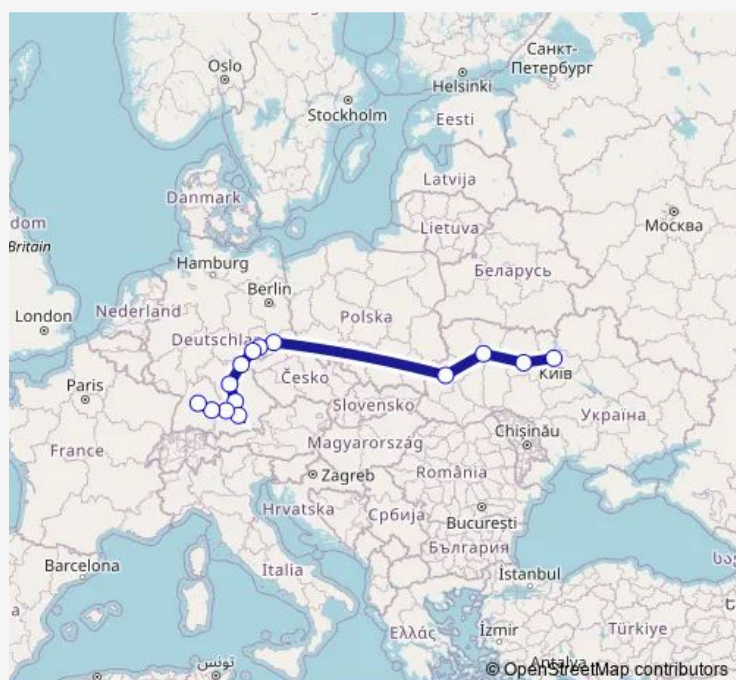 Санкт-
Петербург
Oslo
Helsinki
Stockholm
Eesti
Latvija
Danmark
Москва
Lietuva
dom
Britain
Беларусь
Hamburg
Berlin
Nederland
London
Polska
Deutschla
Česko
Київ
Paris
Slovensko
Україна
Chișinău
France
Magyarország
Zagreb
România
Hrvatska
Србија
București
България
Barcelona
Italia
İstanbul
Ελλάς
İzmir
Türkiye
تونس
Antalya
© OpenStreetMap contributors